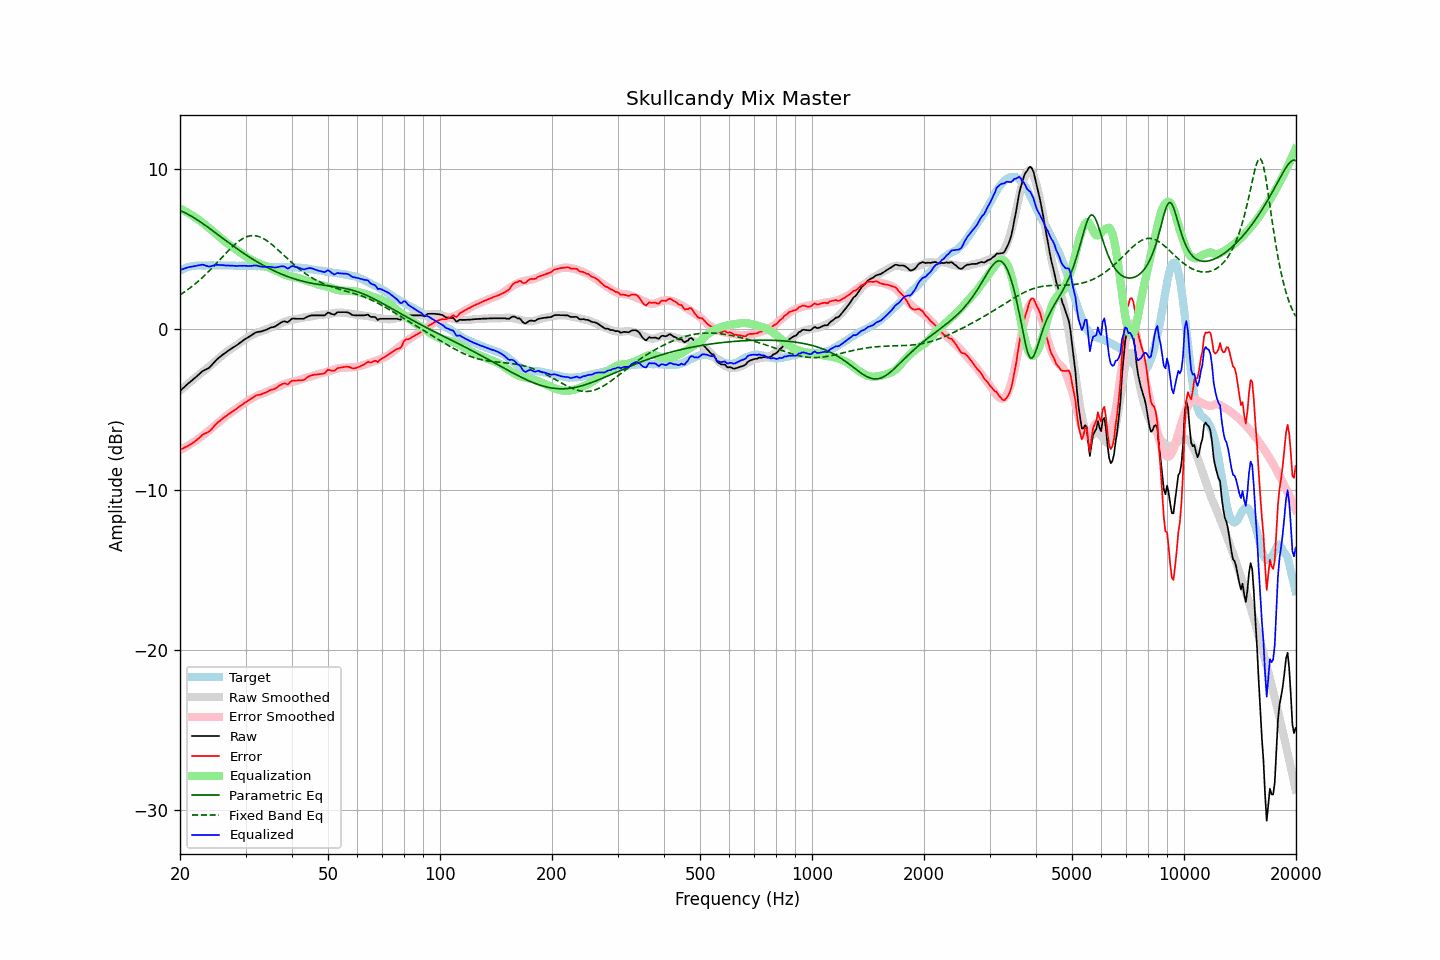 Skullcandy Mix Master
Amplitude (dBr)
10
0
−10
−20
−30
Target
Raw Smoothed
Error Smoothed
Raw
Error
Equalization
Parametric Eq
Fixed Band Eq
Equalized
20 50 100 200 500 1000 2000 5000 10000 20000
Frequency (Hz)